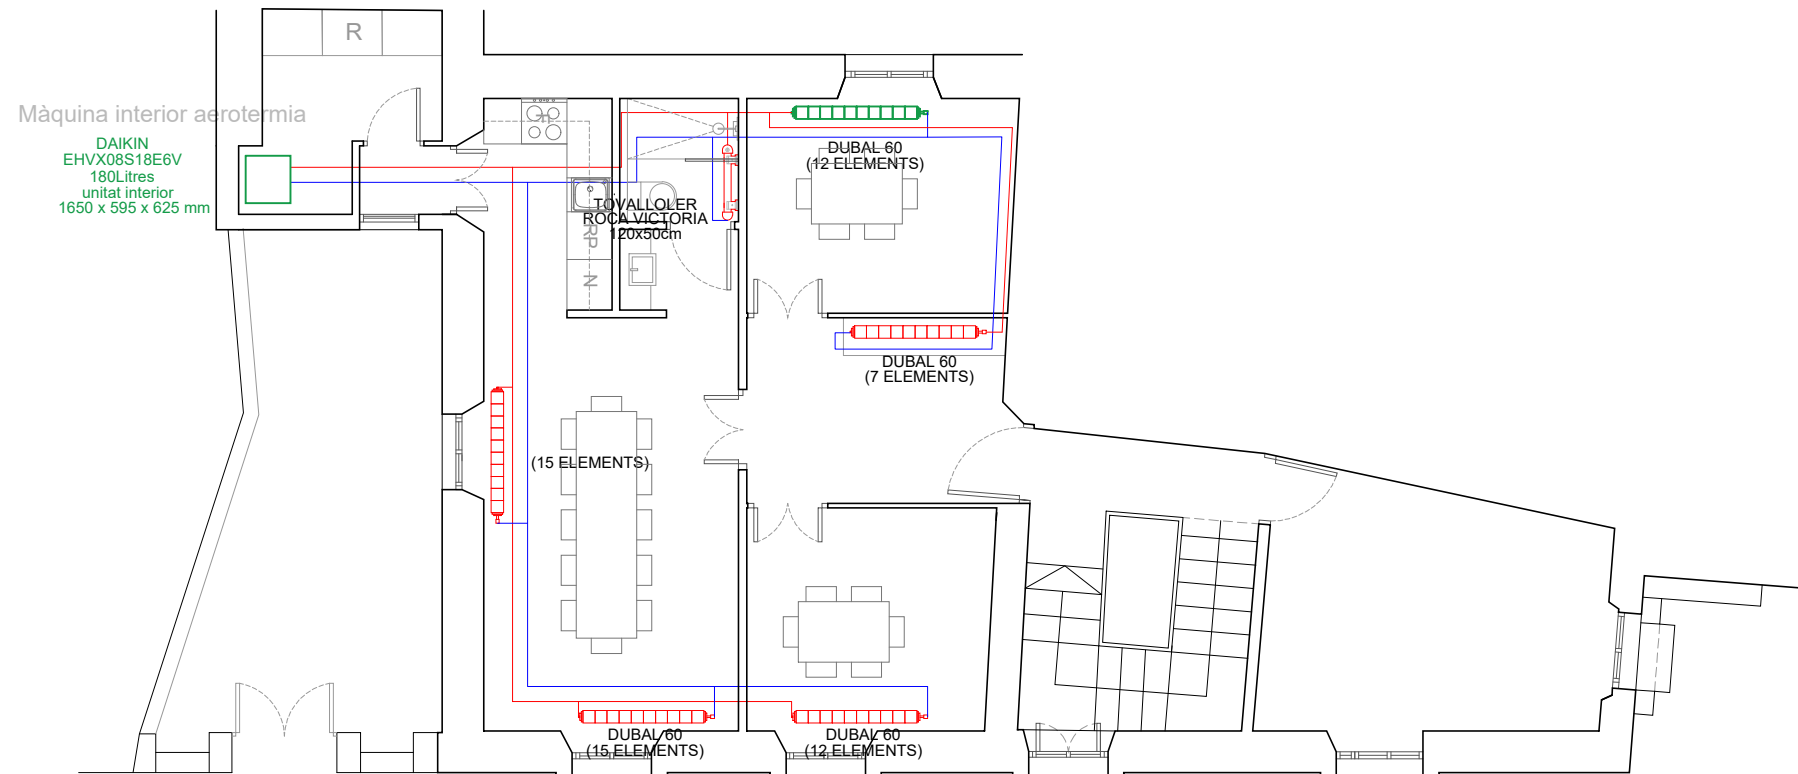 R
Màquina interior aerotermia
DAIKIN
EHVX08S18E6V
180Litres
unitat interior
1650 x 595 x 625 mm
F
DUBAL 60
(12 ELEMENTS)
TOVALLOLER
ROCA VICTORIA
120x50cm
RP
N
DUBAL 60
(7 ELEMENTS)
(15 ELEMENTS)
DUBAL 60
(15 ELEMENTS)
DUBAL 60
(12 ELEMENTS)